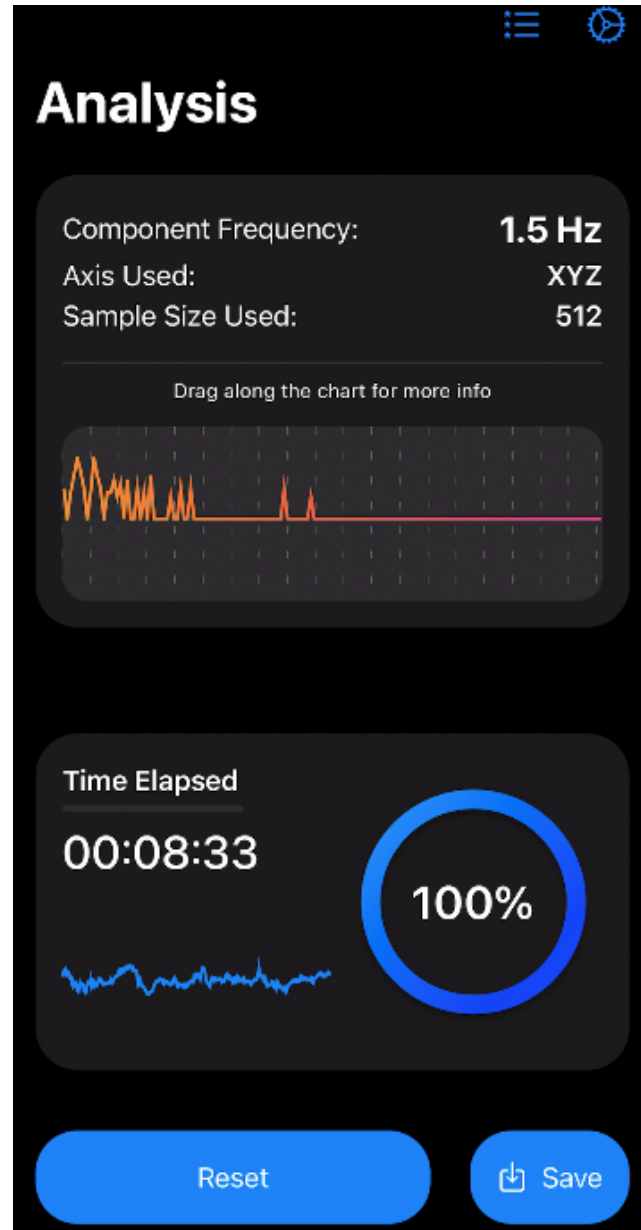 Analysis
Component Frequency: 1.5 Hz
Axis Used: XYZ
Sample Size Used: 512
Drag along the chart for more info
Time Elapsed
00:08:33
100%
Reset
Save